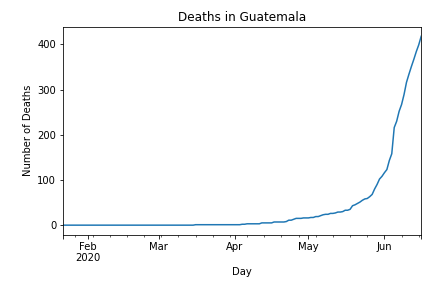 Deaths in Guatemala
400
300
200
100
0
Number of Deaths
Feb
2020
Mar
Apr
May
Jun
Day